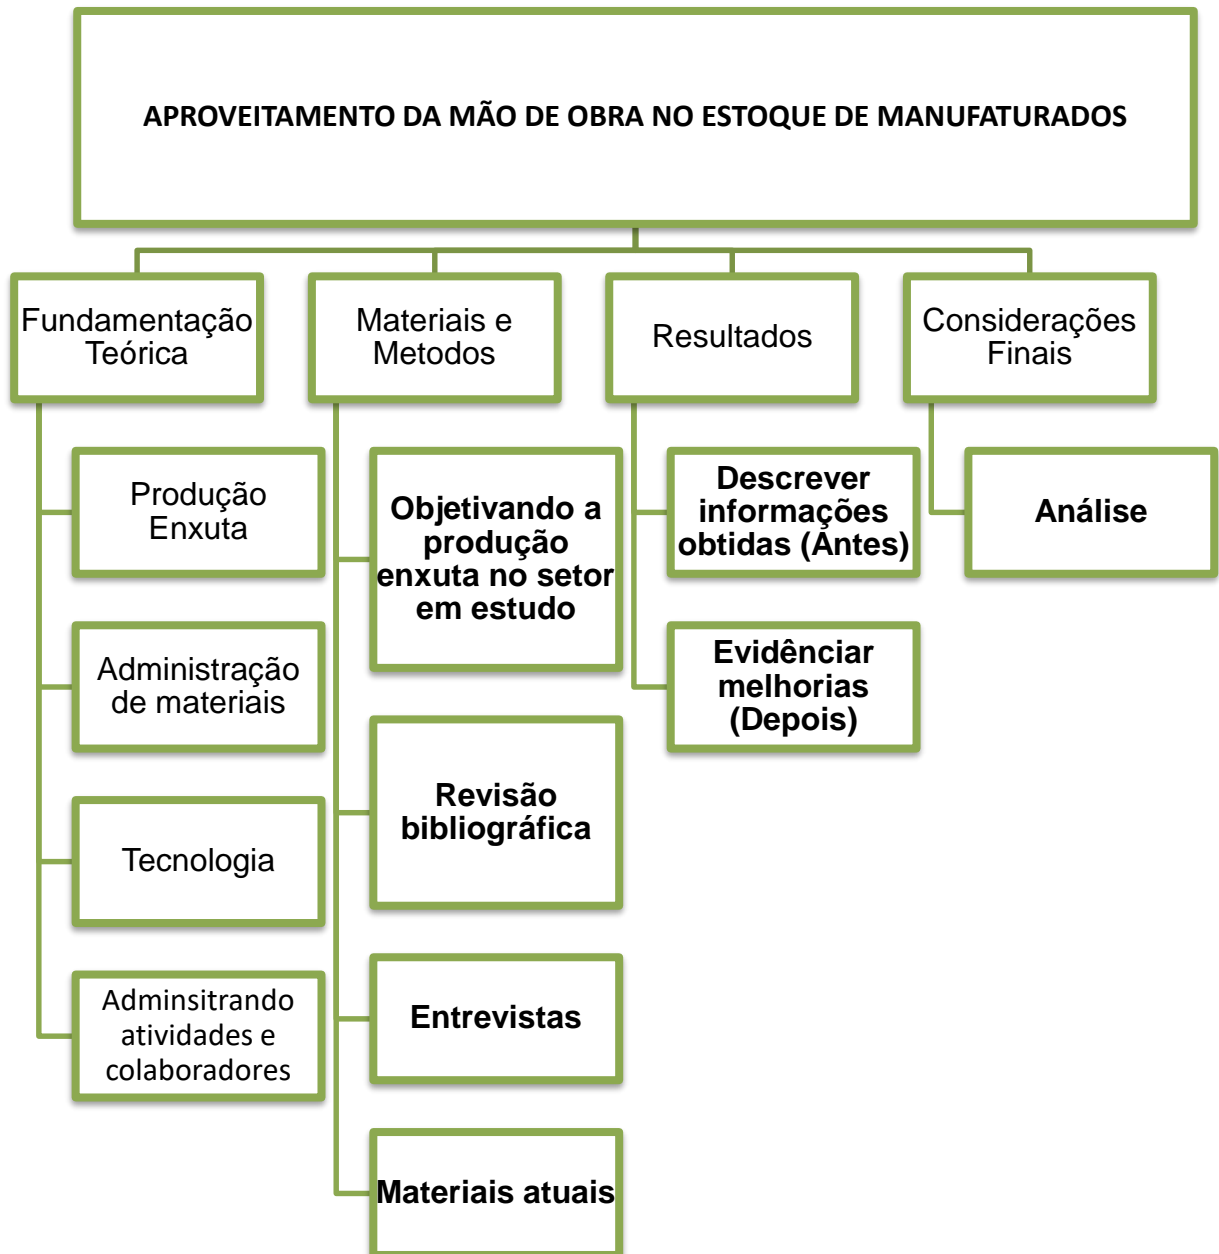 APROVEITAMENTO DA MÃO DE OBRA NO ESTOQUE DE MANUFATURADOS
Fundamentação
Teórica
Produção
Enxuta
Administração
de materiais
Tecnologia
Adminsitrando
atividades e
colaboradores
Materiais e
Metodos
Objetivando a
produção
enxuta no setor
em estudo
Revisão
bibliográfica
Entrevistas
Materiais atuais
Resultados
Descrever
informações
obtidas (Antes)
Evidênciar
melhorias
(Depois)
Considerações
Finais
Análise